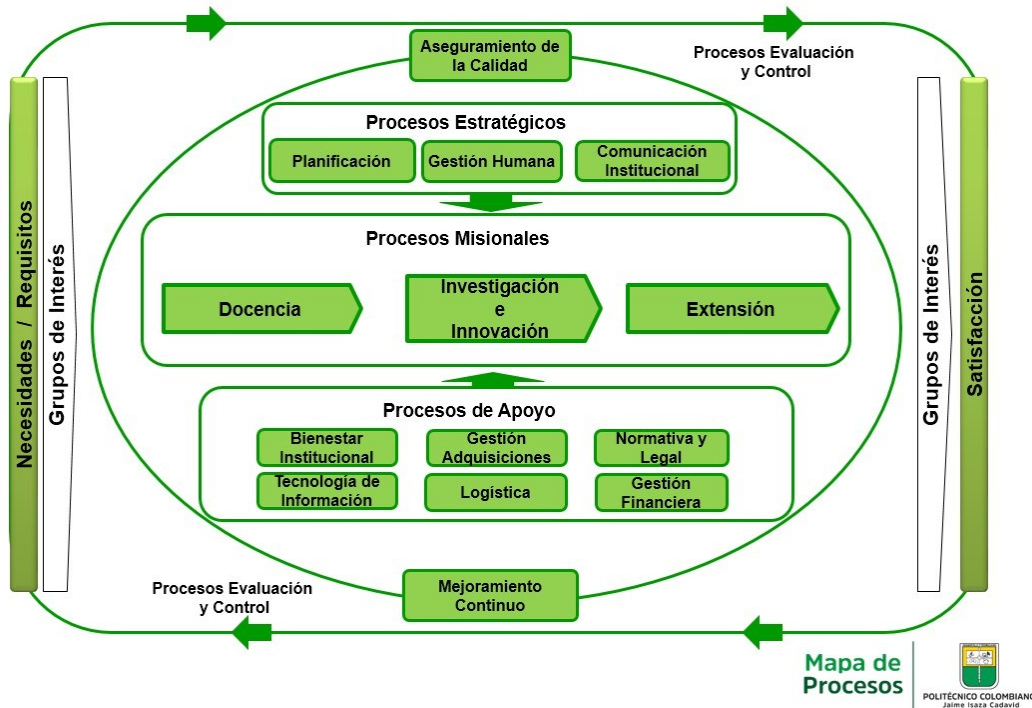 Aseguramiento de
la Calidad
Procesos Evaluación
y Control
Necesidades / Requisitos
Grupos de Interés
Procesos Estratégicos
Planificación
Gestión Humana
Comunicación
Institucional
Procesos Misionales
Docencia
Investigación
e
Innovación
Extensión
Procesos de Apoyo
Bienestar
Institucional
Gestión
Adquisiciones
Normativa y
Legal
Tecnología de
Información
Logística
Gestión
Financiera
Grupos de Interés
Satisfacción
Procesos Evaluación
y Control
Mejoramiento
Continuo
Mapa de
Procesos
POLITÉCNICO COLOMBIANO
Jaime Isaza Cadavid